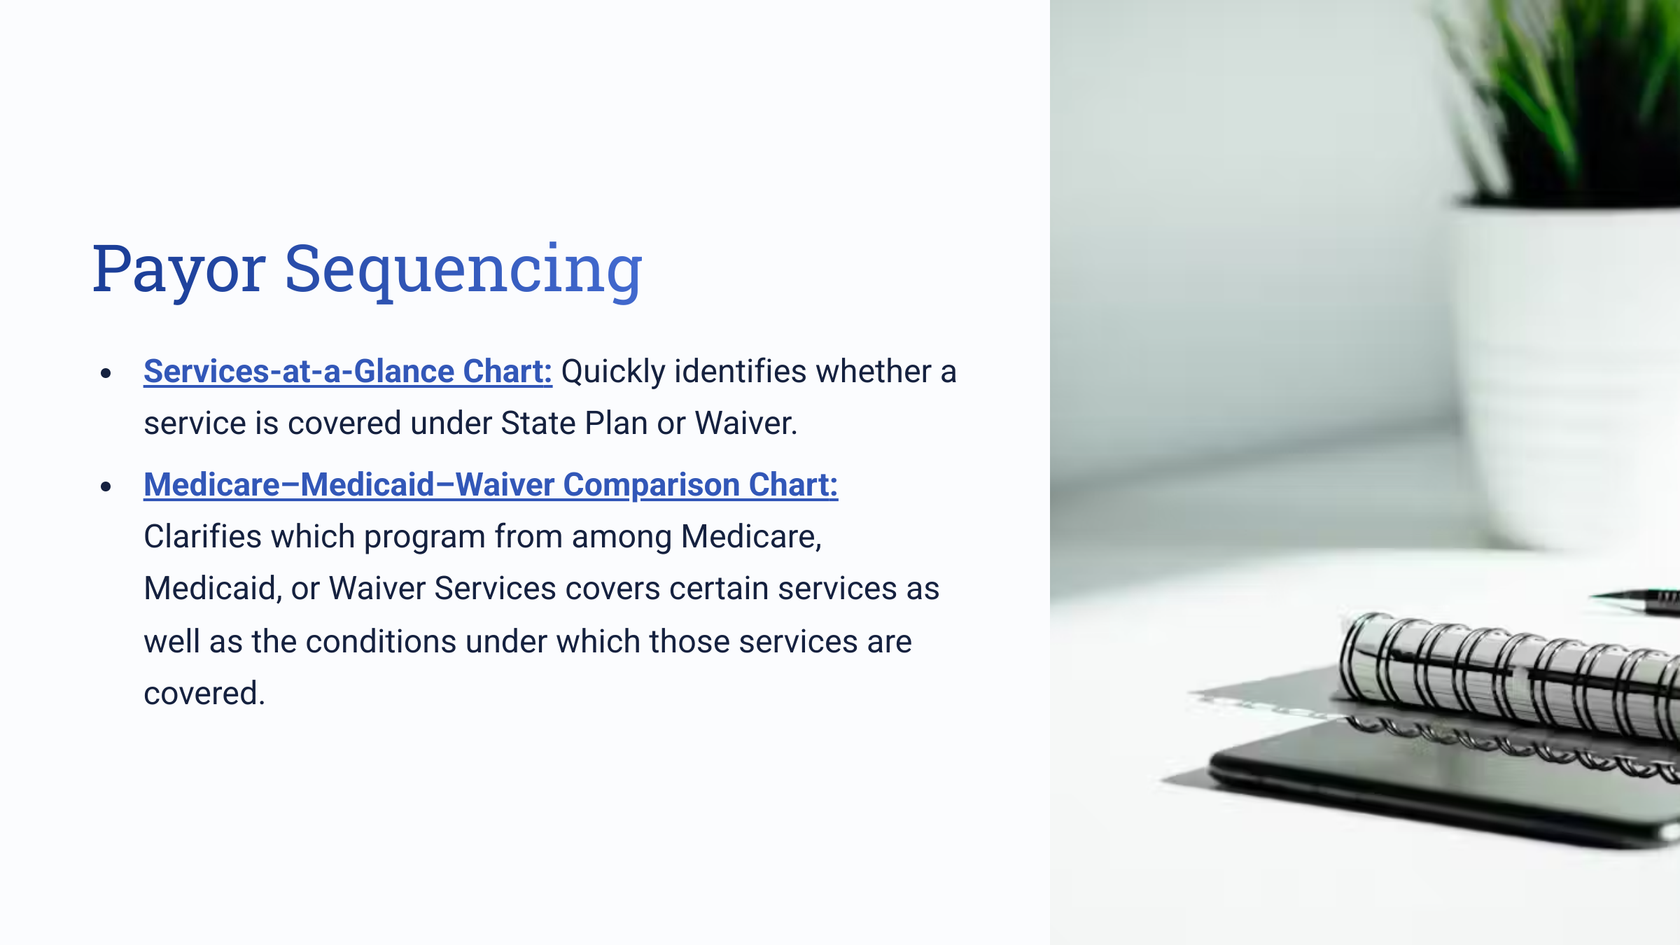 Payor Sequencing
• Services-at-a-Glance Chart: Quickly identifies whether a
service is covered under State Plan or Waiver.
• Medicare–Medicaid–Waiver Comparison Chart:
Clarifies which program from among Medicare,
Medicaid, or Waiver Services covers certain services as
well as the conditions under which those services are
covered.